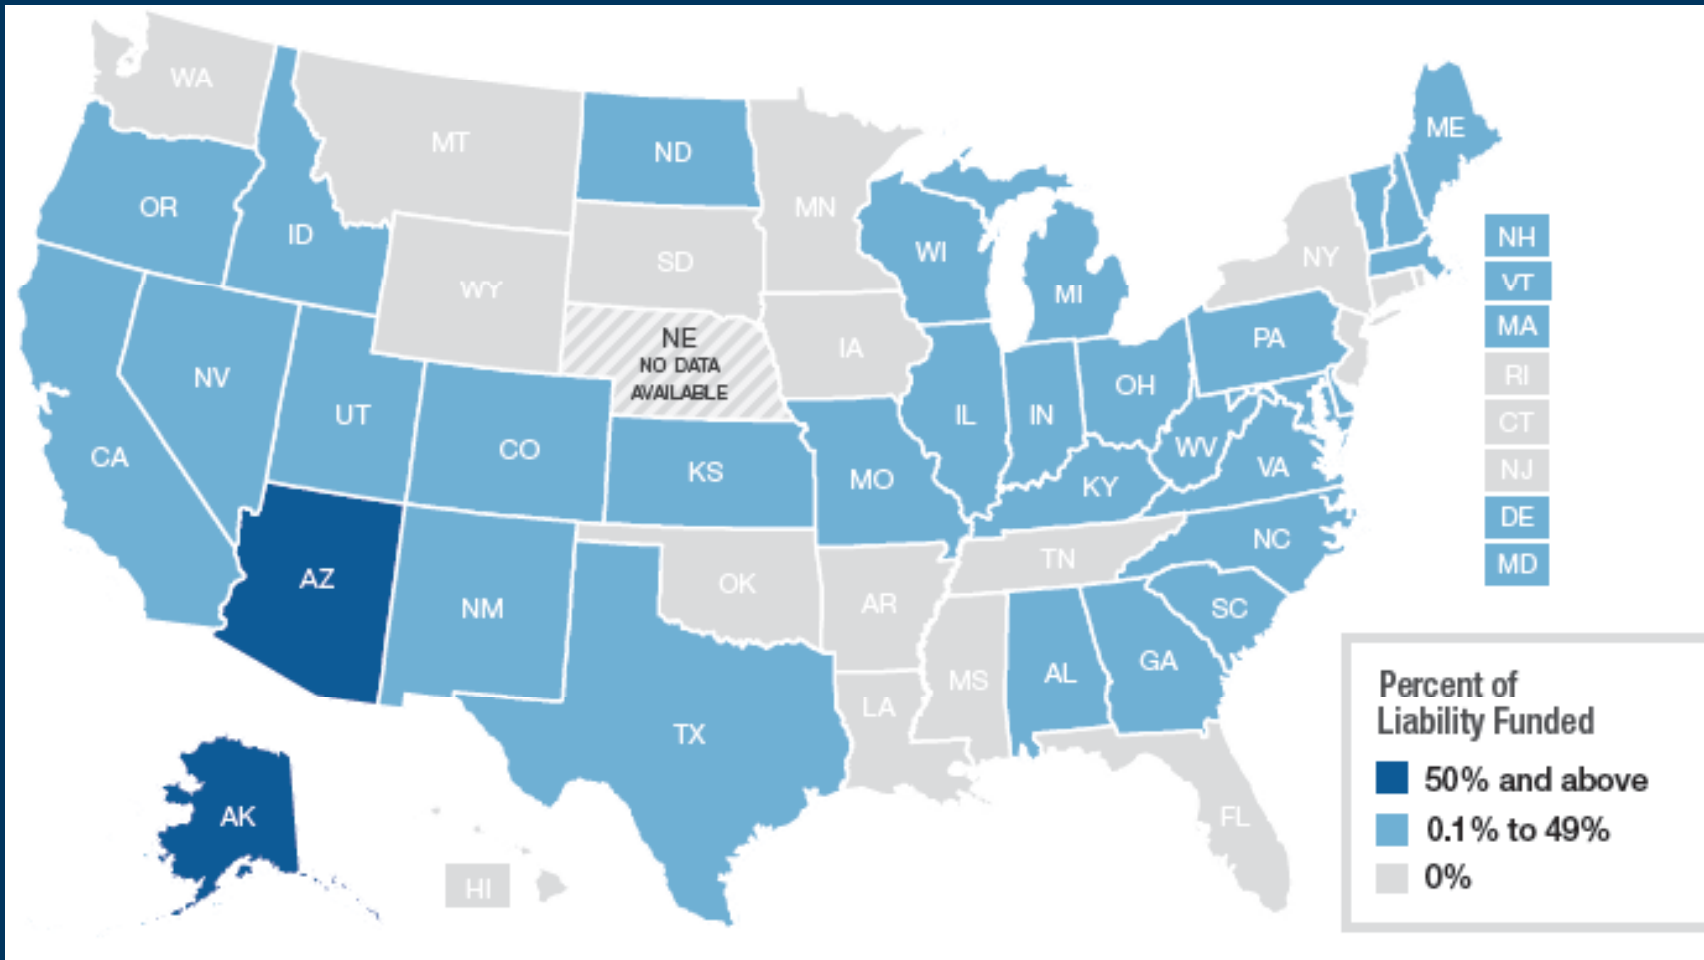 WA
MT
ND
ME
OR
ID
MN
WI
SD
NY
NH
WY
MI
VT
NE
NO DATA
AVAILABLE
IA
PA
MA
NV
UT
IL
IN
OH
RI
CA
CO
KS
MO
WV
VA
CT
KY
NJ
AZ
NM
OK
AR
TN
NC
DE
SC
MD
TX
LA
MS
AL
GA
AK
HI
FL
Percent of
Liability Funded
50% and above
0.1% to 49%
0%